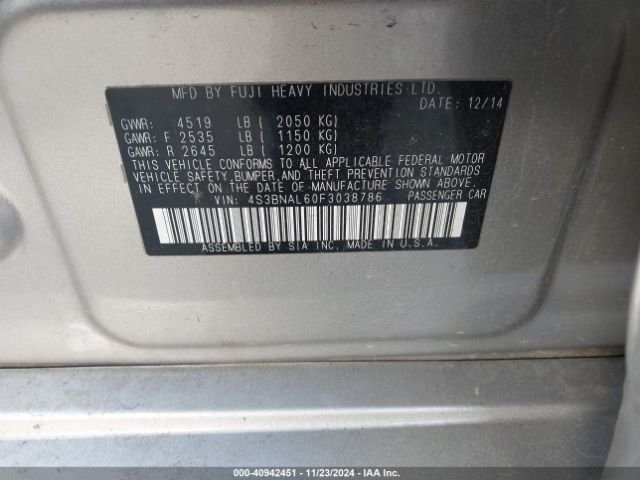 MFD BY FUJI HEAVY INDUSTRIES LTD.
DATE: 12/14
GVWR: 4519 LB ( 2050 KG)
GAWR: F 2535 LB ( 1150 KG)
GAWR: R 2645 LB ( 1200 KG)
THIS VEHICLE CONFORMS TO ALL APPLICABLE FEDERAL MOTOR
VEHICLE SAFETY, BUMPER, AND THEFT PREVENTION STANDARDS
IN EFFECT ON THE DATE OF MANUFACTURE SHOWN ABOVE.
VIN: 4S3BNAL60F3038786 PASSENGER CAR
ASSEMBLED BY SIA INC, MADE IN U.S.A.
000-40942451 - 11/23/2024 - IAA Inc.